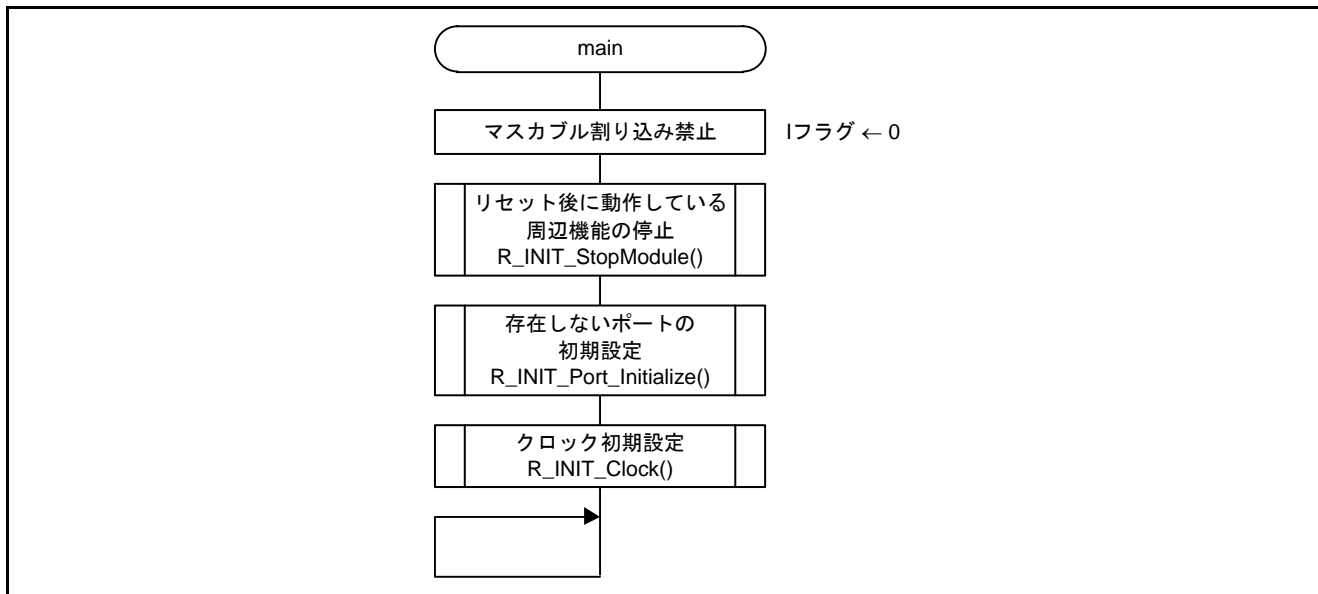 main
マスカブル割り込み禁止
Iフラグ ← 0
リセット後に動作している
周辺機能の停止
R_INIT_StopModule()
存在しないポートの
初期設定
R_INIT_Port_Initialize()
クロック初期設定
R_INIT_Clock()